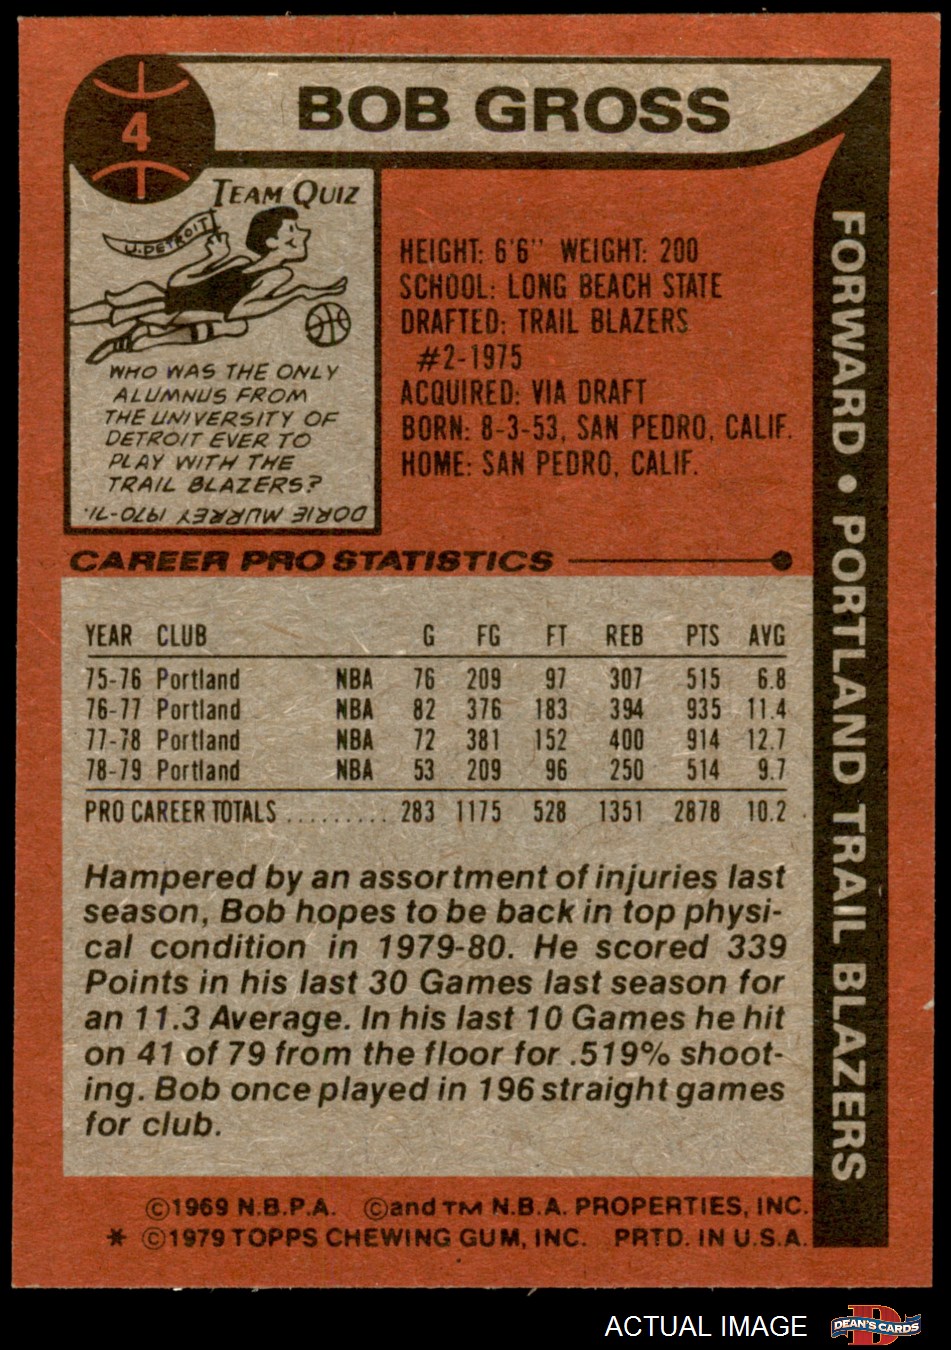 4
BOB GROSS
TEAM QUIZ
U. DETROIT
WHO WAS THE ONLY
ALUMNUS FROM
THE UNIVERSITY OF
DETROIT EVER TO
PLAY WITH THE
TRAIL BLAZERS?
DORIE MURREY 1970-71.
HEIGHT: 6'6" WEIGHT: 200
SCHOOL: LONG BEACH STATE
DRAFTED: TRAIL BLAZERS
#2-1975
ACQUIRED: VIA DRAFT
BORN: 8-3-53, SAN PEDRO, CALIF.
HOME: SAN PEDRO, CALIF.
FORWARD • PORTLAND TRAIL BLAZERS
CAREER PRO STATISTICS
YEAR CLUB G FG FT REB PTS AVG
75-76 Portland NBA 76 209 97 307 515 6.8
76-77 Portland NBA 82 376 183 394 935 11.4
77-78 Portland NBA 72 381 152 400 914 12.7
78-79 Portland NBA 53 209 96 250 514 9.7
PRO CAREER TOTALS ......... 283 1175 528 1351 2878 10.2
Hampered by an assortment of injuries last
season, Bob hopes to be back in top physi-
cal condition in 1979-80. He scored 339
Points in his last 30 Games last season for
an 11.3 Average. In his last 10 Games he hit
on 41 of 79 from the floor for .519% shoot-
ing. Bob once played in 196 straight games
for club.
©1969 N.B.P.A. ©and TM N.B.A. PROPERTIES, INC.
* ©1979 TOPPS CHEWING GUM, INC. PRTD. IN U.S.A.
ACTUAL IMAGE
D
DEAN'S CARDS